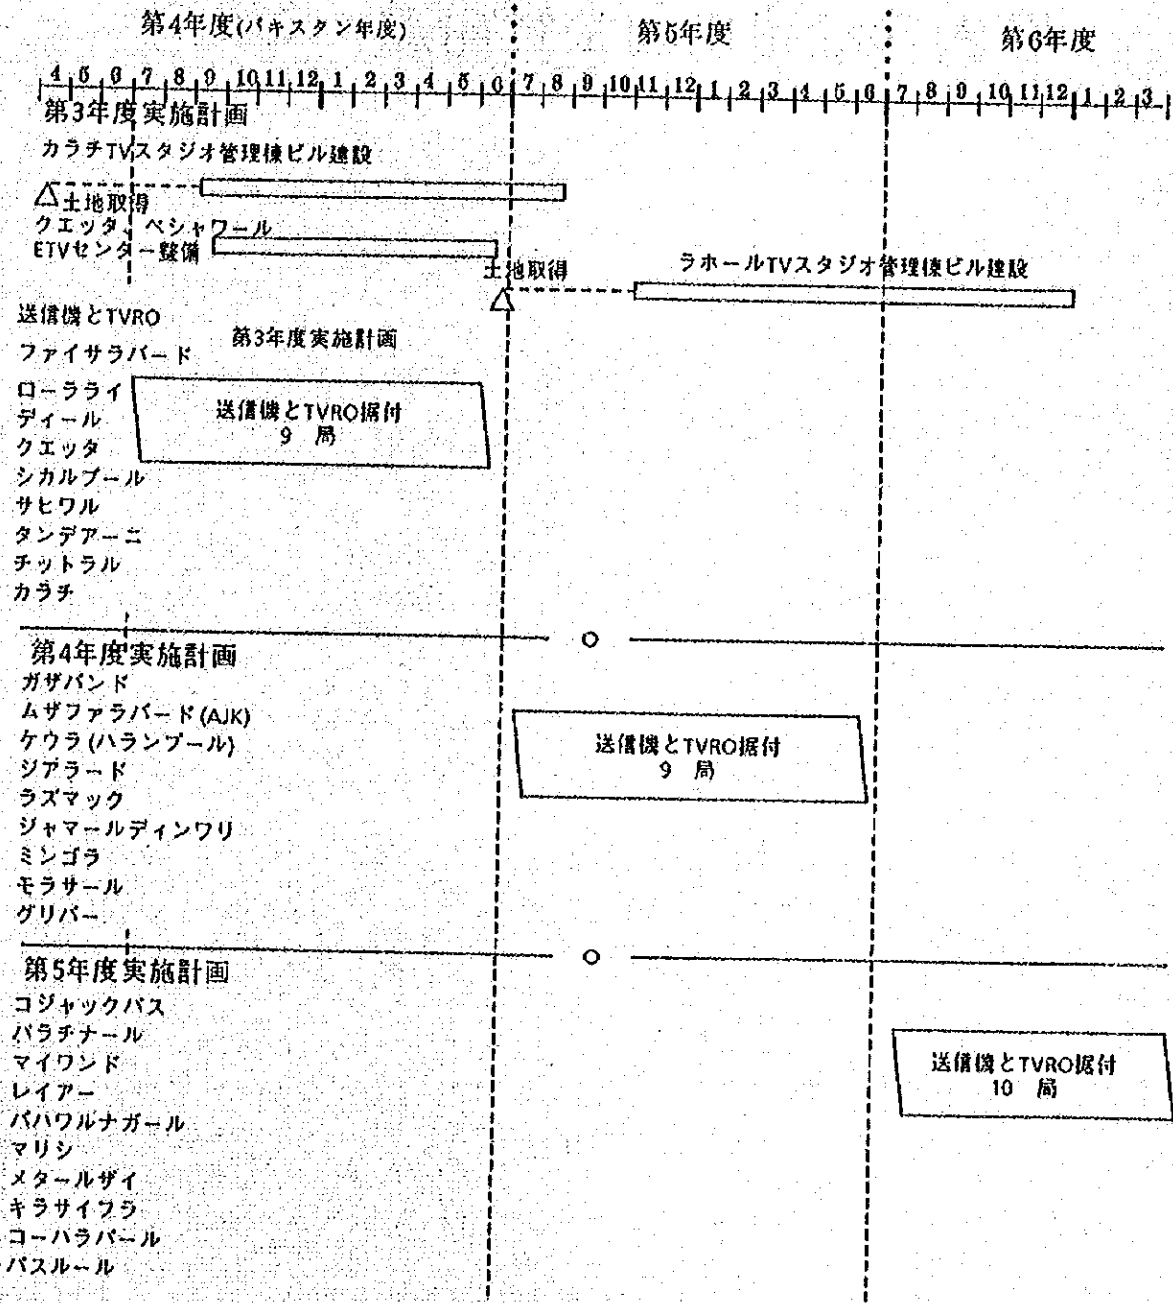 第4年度(パキスタン年度) 第5年度 第6年度
4 5 6 7 8 9 10 11 12 1 2 3 4 5 6 7 8 9 10 11 12 1 2 3 4 5 6 7 8 9 10 11 12 1 2 3
第3年度実施計画
カラチTVスタジオ管理棟ビル建設
土地取得
クエッタ、ペシャワール
ETVセンター整備
土地取得
ラホールTVスタジオ管理棟ビル建設
送信機とTVRO
第3年度実施計画
ファイサラバード
ローラライ
ディール
クエッタ
シカルプール
サヒワル
タンデアーニ
チットラル
カラチ
送信機とTVRO据付
9 局
第4年度実施計画
ガザバンド
ムザファラバード(AJK)
ケウラ(ハランプール)
ジアラード
ラズマック
ジャマールディンワリ
ミンゴラ
モラサール
グリバー
送信機とTVRO据付
9 局
第5年度実施計画
コジャックパス
パラチナール
マイワンド
レイアー
バハワルナガール
マリシ
メタールザイ
キラサイフラ
コーハラパール
パスルール
送信機とTVRO据付
10 局